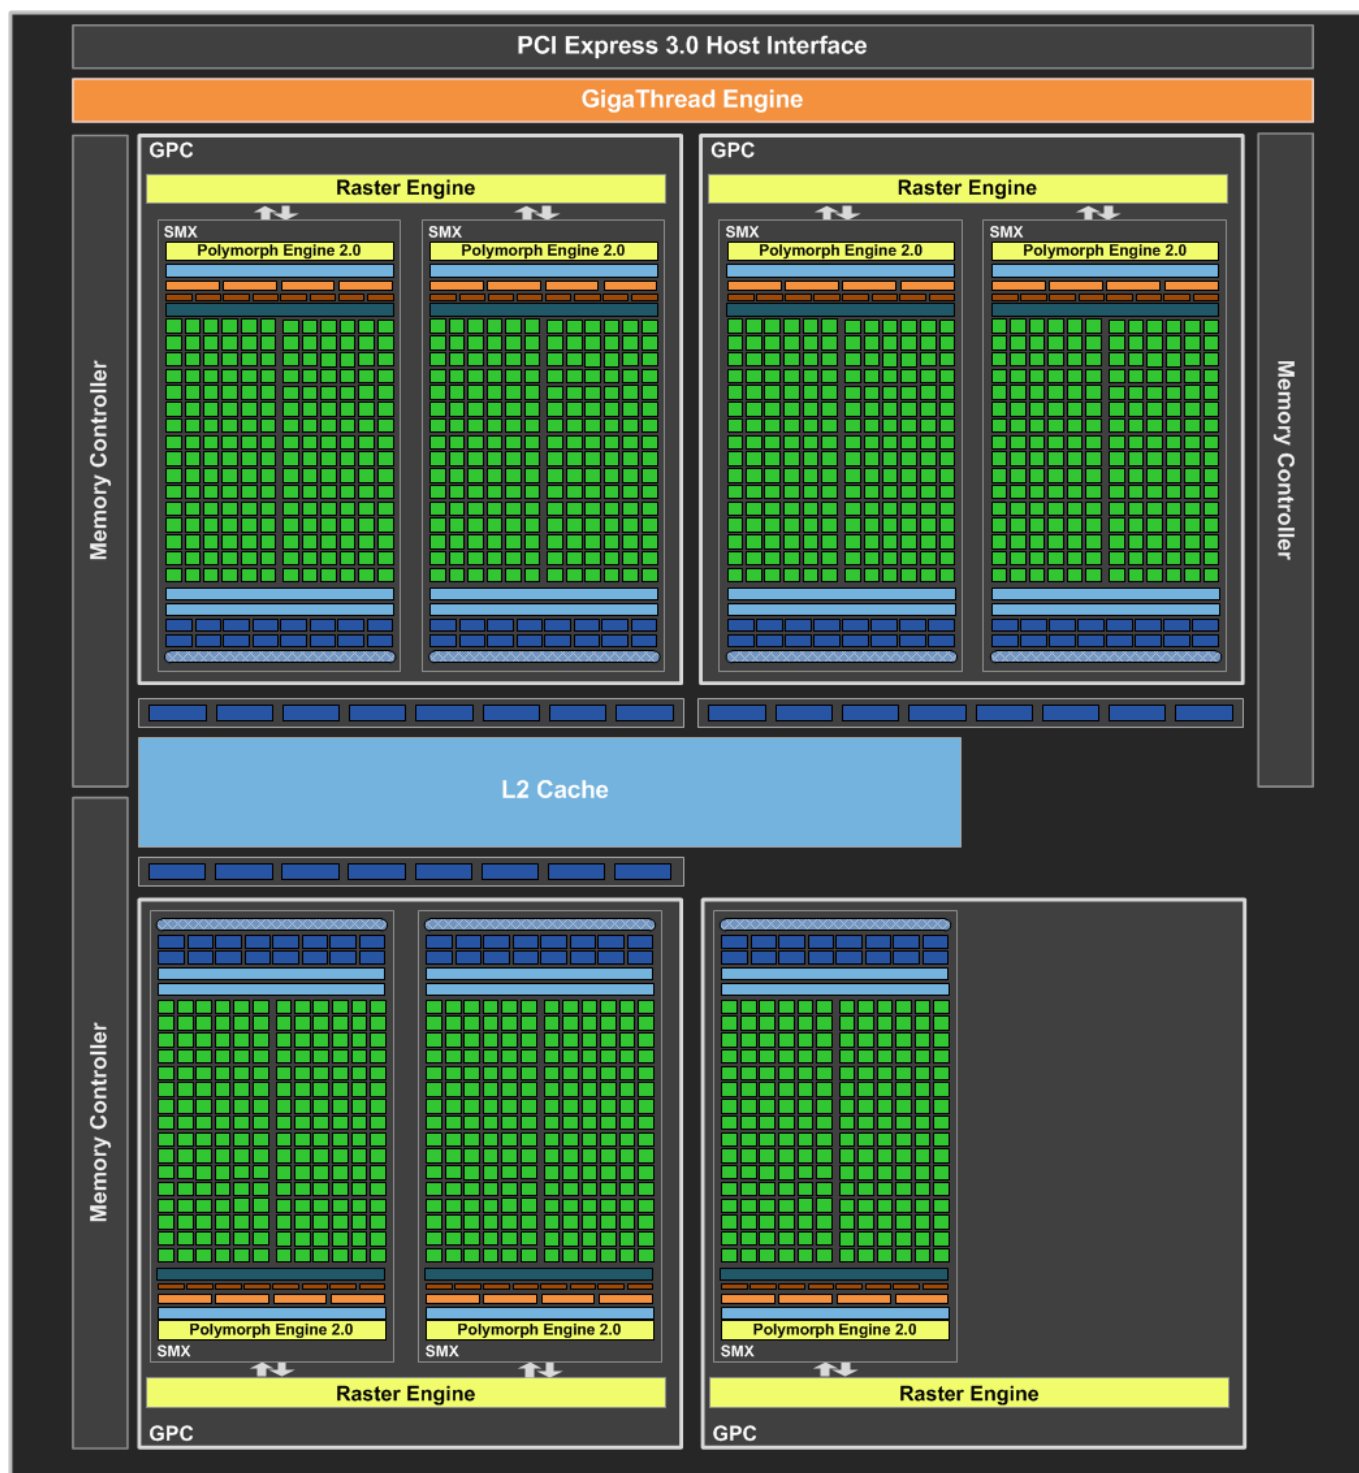 PCI Express 3.0 Host Interface
GigaThread Engine
Memory Controller
GPC
Raster Engine
SMX
Polymorph Engine 2.0
SMX
Polymorph Engine 2.0
GPC
Raster Engine
SMX
Polymorph Engine 2.0
SMX
Polymorph Engine 2.0
Memory Controller
L2 Cache
Memory Controller
Polymorph Engine 2.0
SMX
Polymorph Engine 2.0
SMX
Raster Engine
GPC
Polymorph Engine 2.0
SMX
Raster Engine
GPC